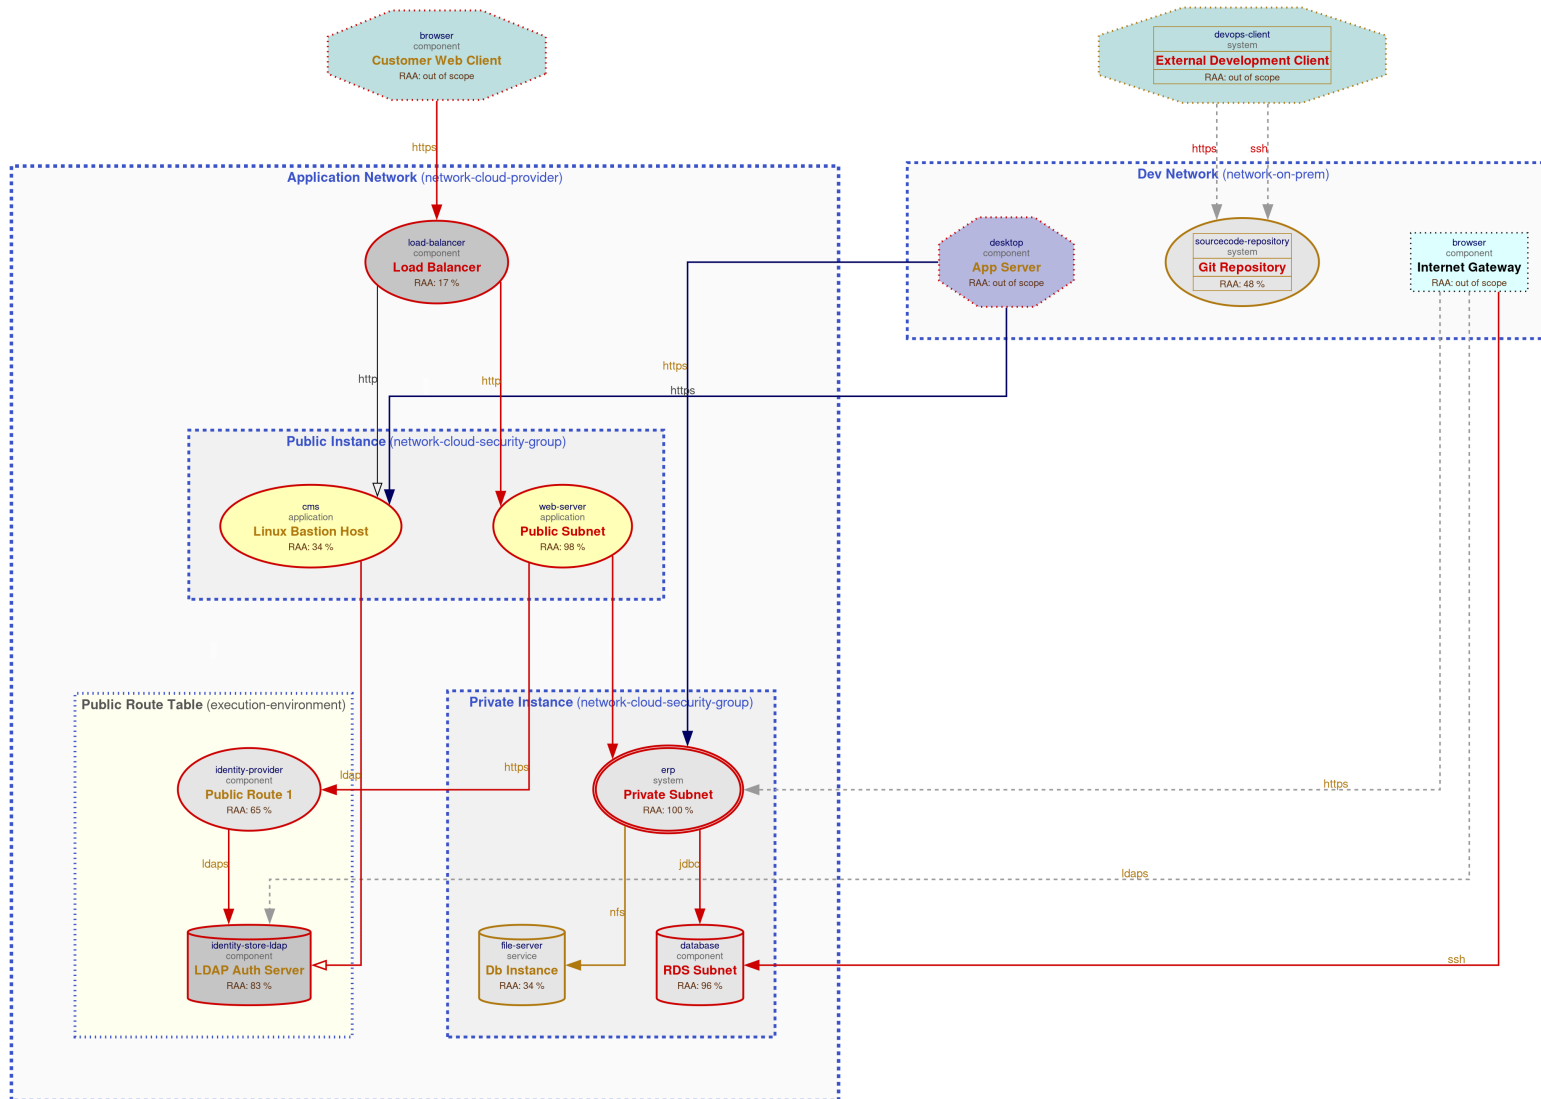 browser
component
Customer Web Client
RAA: out of scope
devops-client
system
External Development Client
RAA: out of scope
https
https
ssh
Application Network (network-cloud-provider)
Dev Network (network-on-prem)
load-balancer
component
Load Balancer
RAA: 17 %
desktop
component
App Server
RAA: out of scope
sourcecode-repository
system
Git Repository
RAA: 48 %
browser
component
Internet Gateway
RAA: out of scope
http
http
https
https
Public Instance (network-cloud-security-group)
cms
application
Linux Bastion Host
RAA: 34 %
web-server
application
Public Subnet
RAA: 98 %
Public Route Table (execution-environment)
Private Instance (network-cloud-security-group)
identity-provider
component
Public Route 1
RAA: 65 %
ldap
https
erp
system
Private Subnet
RAA: 100 %
https
ldaps
jdbc
ldaps
nfs
identity-store-ldap
component
LDAP Auth Server
RAA: 83 %
file-server
service
Db Instance
RAA: 34 %
database
component
RDS Subnet
RAA: 96 %
ssh